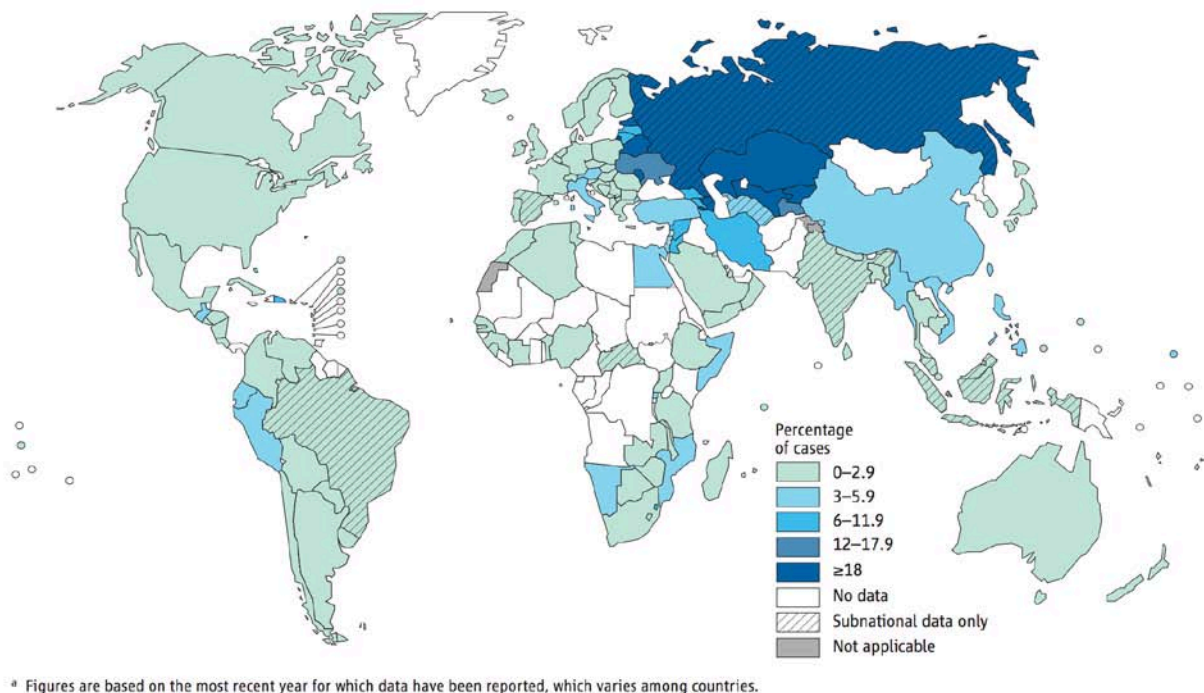 Percentage
of cases
0–2.9
3–5.9
6–11.9
12–17.9
≥18
No data
Subnational data only
Not applicable
ᵃ Figures are based on the most recent year for which data have been reported, which varies among countries.